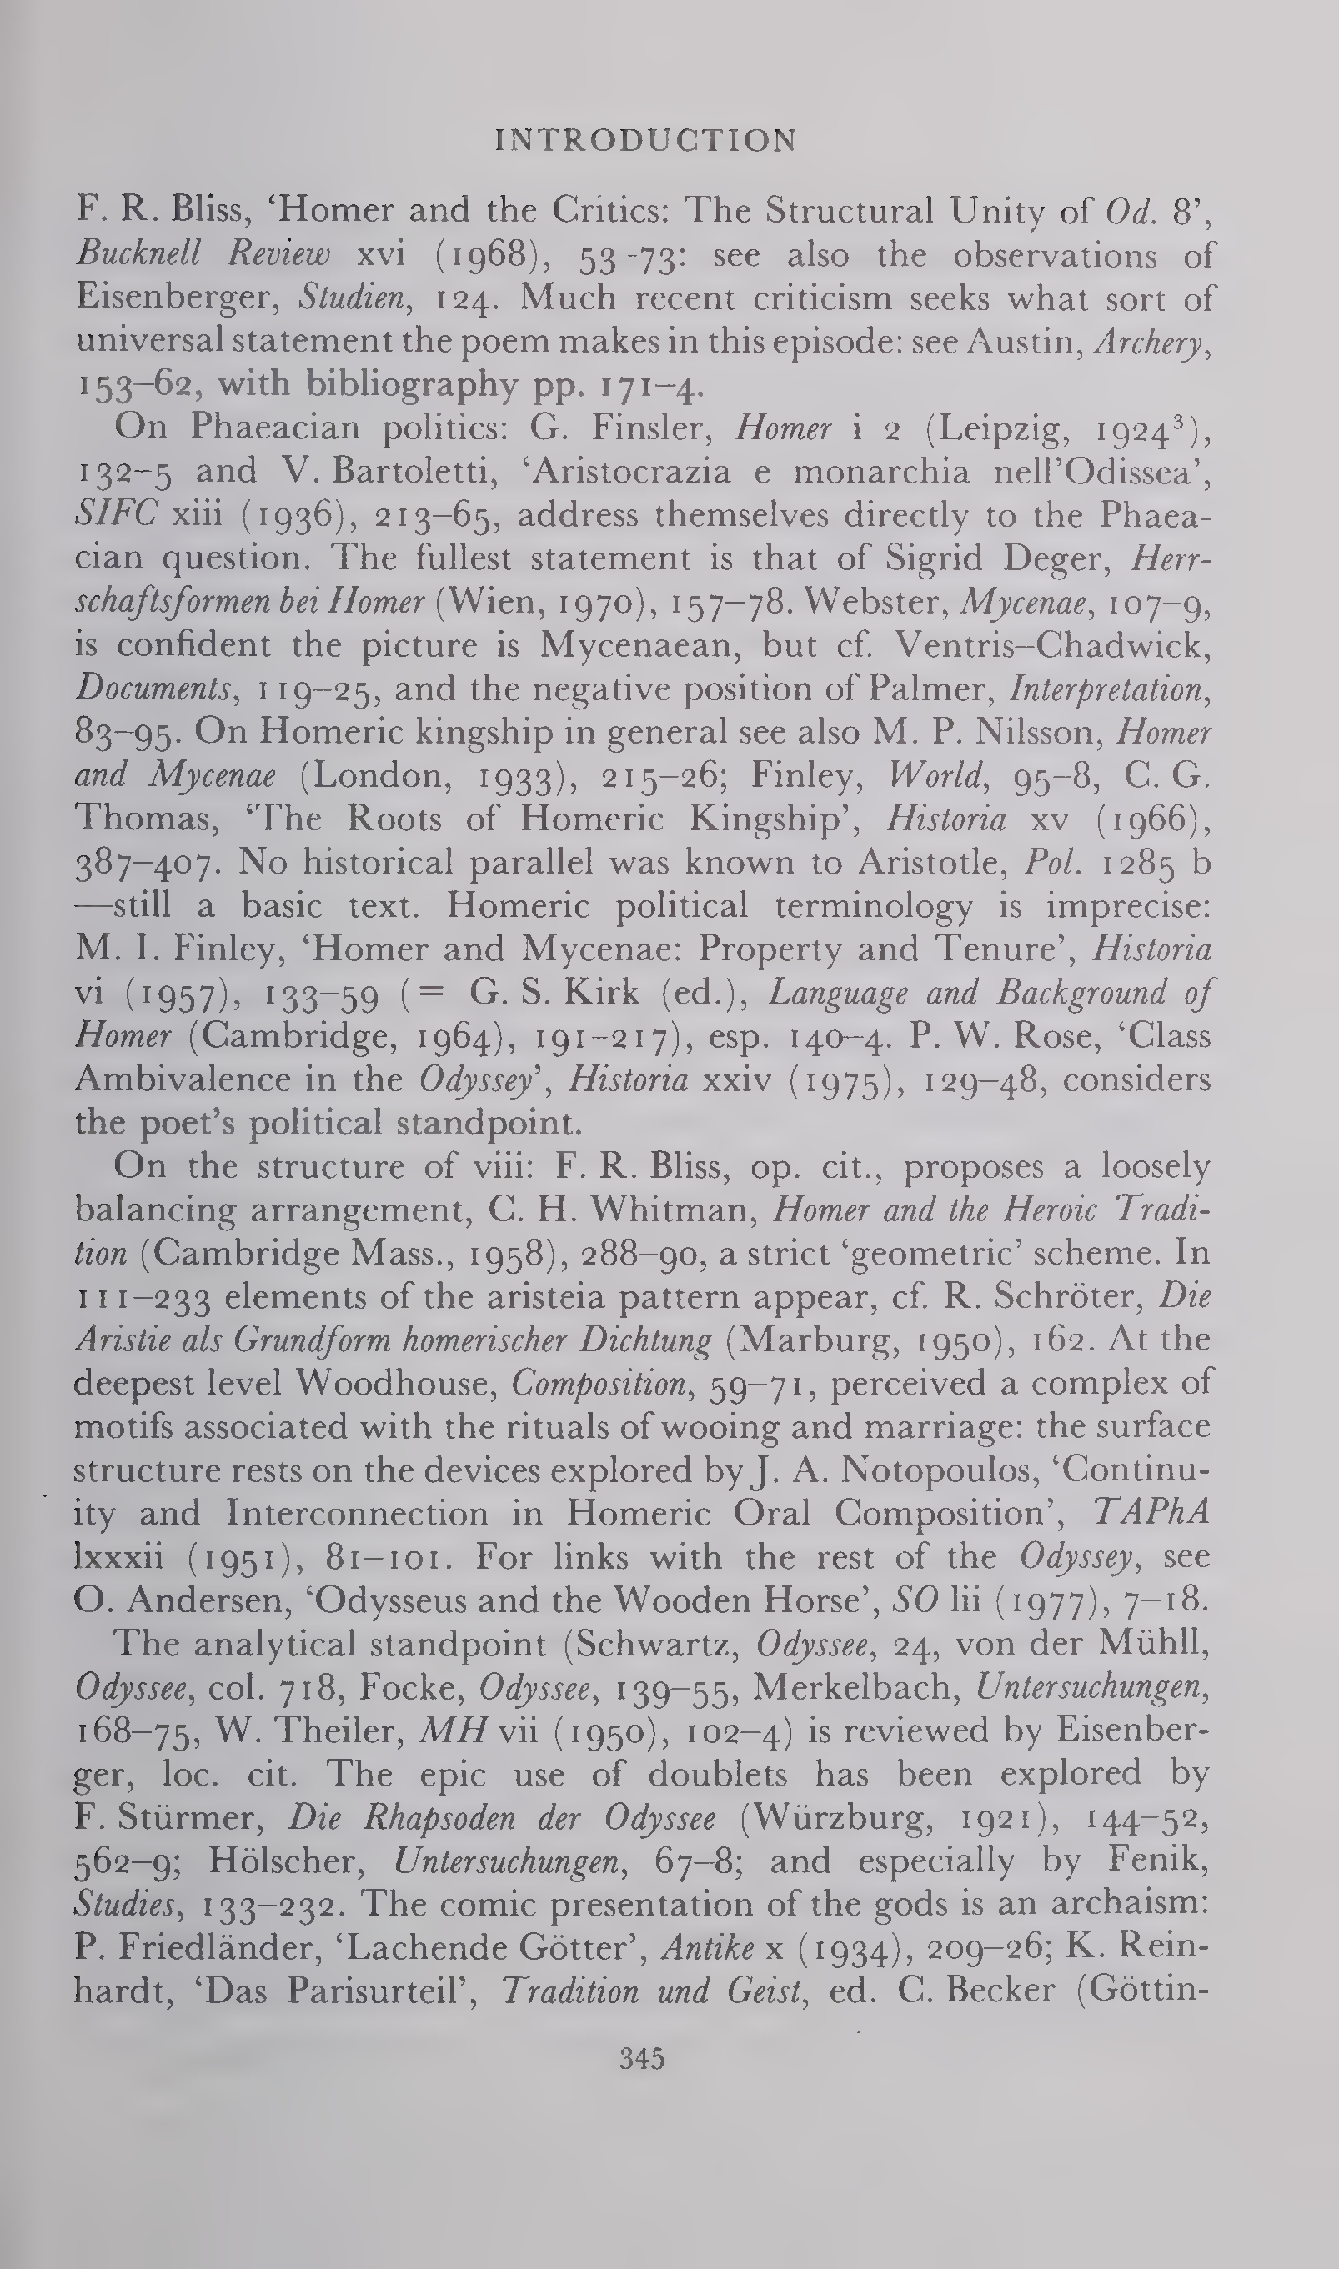 INTRODUCTION
F. R. Bliss, ‘Homer and the Critics: The Structural Unity of Od. 8’,
Bucknell Review xvi (1968), 53-73: see also the observations of
Eisenberger, Studien, 124. Much recent criticism seeks what sort of
universal statement the poem makes in this episode: see Austin, Archery,
153–62, with bibliography pp. 171–4.
On Phaeacian politics: G. Finsler, Homer i 2 (Leipzig, 1924³),
132–5 and V. Bartoletti, ‘Aristocrazia e monarchia nell’Odissea’,
SIFC xiii (1936), 213–65, address themselves directly to the Phaea-
cian question. The fullest statement is that of Sigrid Deger, Herr-
schaftsformen bei Homer (Wien, 1970), 157–78. Webster, Mycenae, 107–9,
is confident the picture is Mycenaean, but cf. Ventris–Chadwick,
Documents, 119–25, and the negative position of Palmer, Interpretation,
83–95. On Homeric kingship in general see also M. P. Nilsson, Homer
and Mycenae (London, 1933), 215–26; Finley, World, 95–8, C. G.
Thomas, ‘The Roots of Homeric Kingship’, Historia xv (1966),
387–407. No historical parallel was known to Aristotle, Pol. 1285 b
—still a basic text. Homeric political terminology is imprecise:
M. I. Finley, ‘Homer and Mycenae: Property and Tenure’, Historia
vi (1957), 133–59 (= G. S. Kirk (ed.), Language and Background of
Homer (Cambridge, 1964), 191–217), esp. 140–4. P. W. Rose, ‘Class
Ambivalence in the Odyssey’, Historia xxiv (1975), 129–48, considers
the poet’s political standpoint.
On the structure of viii: F. R. Bliss, op. cit., proposes a loosely
balancing arrangement, C. H. Whitman, Homer and the Heroic Tradi-
tion (Cambridge Mass., 1958), 288–90, a strict ‘geometric’ scheme. In
111–233 elements of the aristeia pattern appear, cf. R. Schröter, Die
Aristie als Grundform homerischer Dichtung (Marburg, 1950), 162. At the
deepest level Woodhouse, Composition, 59–71, perceived a complex of
motifs associated with the rituals of wooing and marriage: the surface
structure rests on the devices explored by J. A. Notopoulos, ‘Continu-
ity and Interconnection in Homeric Oral Composition’, TAPhA
lxxxii (1951), 81–101. For links with the rest of the Odyssey, see
O. Andersen, ‘Odysseus and the Wooden Horse’, SO lii (1977), 7–18.
The analytical standpoint (Schwartz, Odyssee, 24, von der Mühll,
Odyssee, col. 718, Focke, Odyssee, 139–55, Merkelbach, Untersuchungen,
168–75, W. Theiler, MH vii (1950), 102–4) is reviewed by Eisenber-
ger, loc. cit. The epic use of doublets has been explored by
F. Stürmer, Die Rhapsoden der Odyssee (Würzburg, 1921), 144–52,
562–9; Hölscher, Untersuchungen, 67–8; and especially by Fenik,
Studies, 133–232. The comic presentation of the gods is an archaism:
P. Friedländer, ‘Lachende Götter’, Antike x (1934), 209–26; K. Rein-
hardt, ‘Das Parisurteil’, Tradition und Geist, ed. C. Becker (Göttin-
345